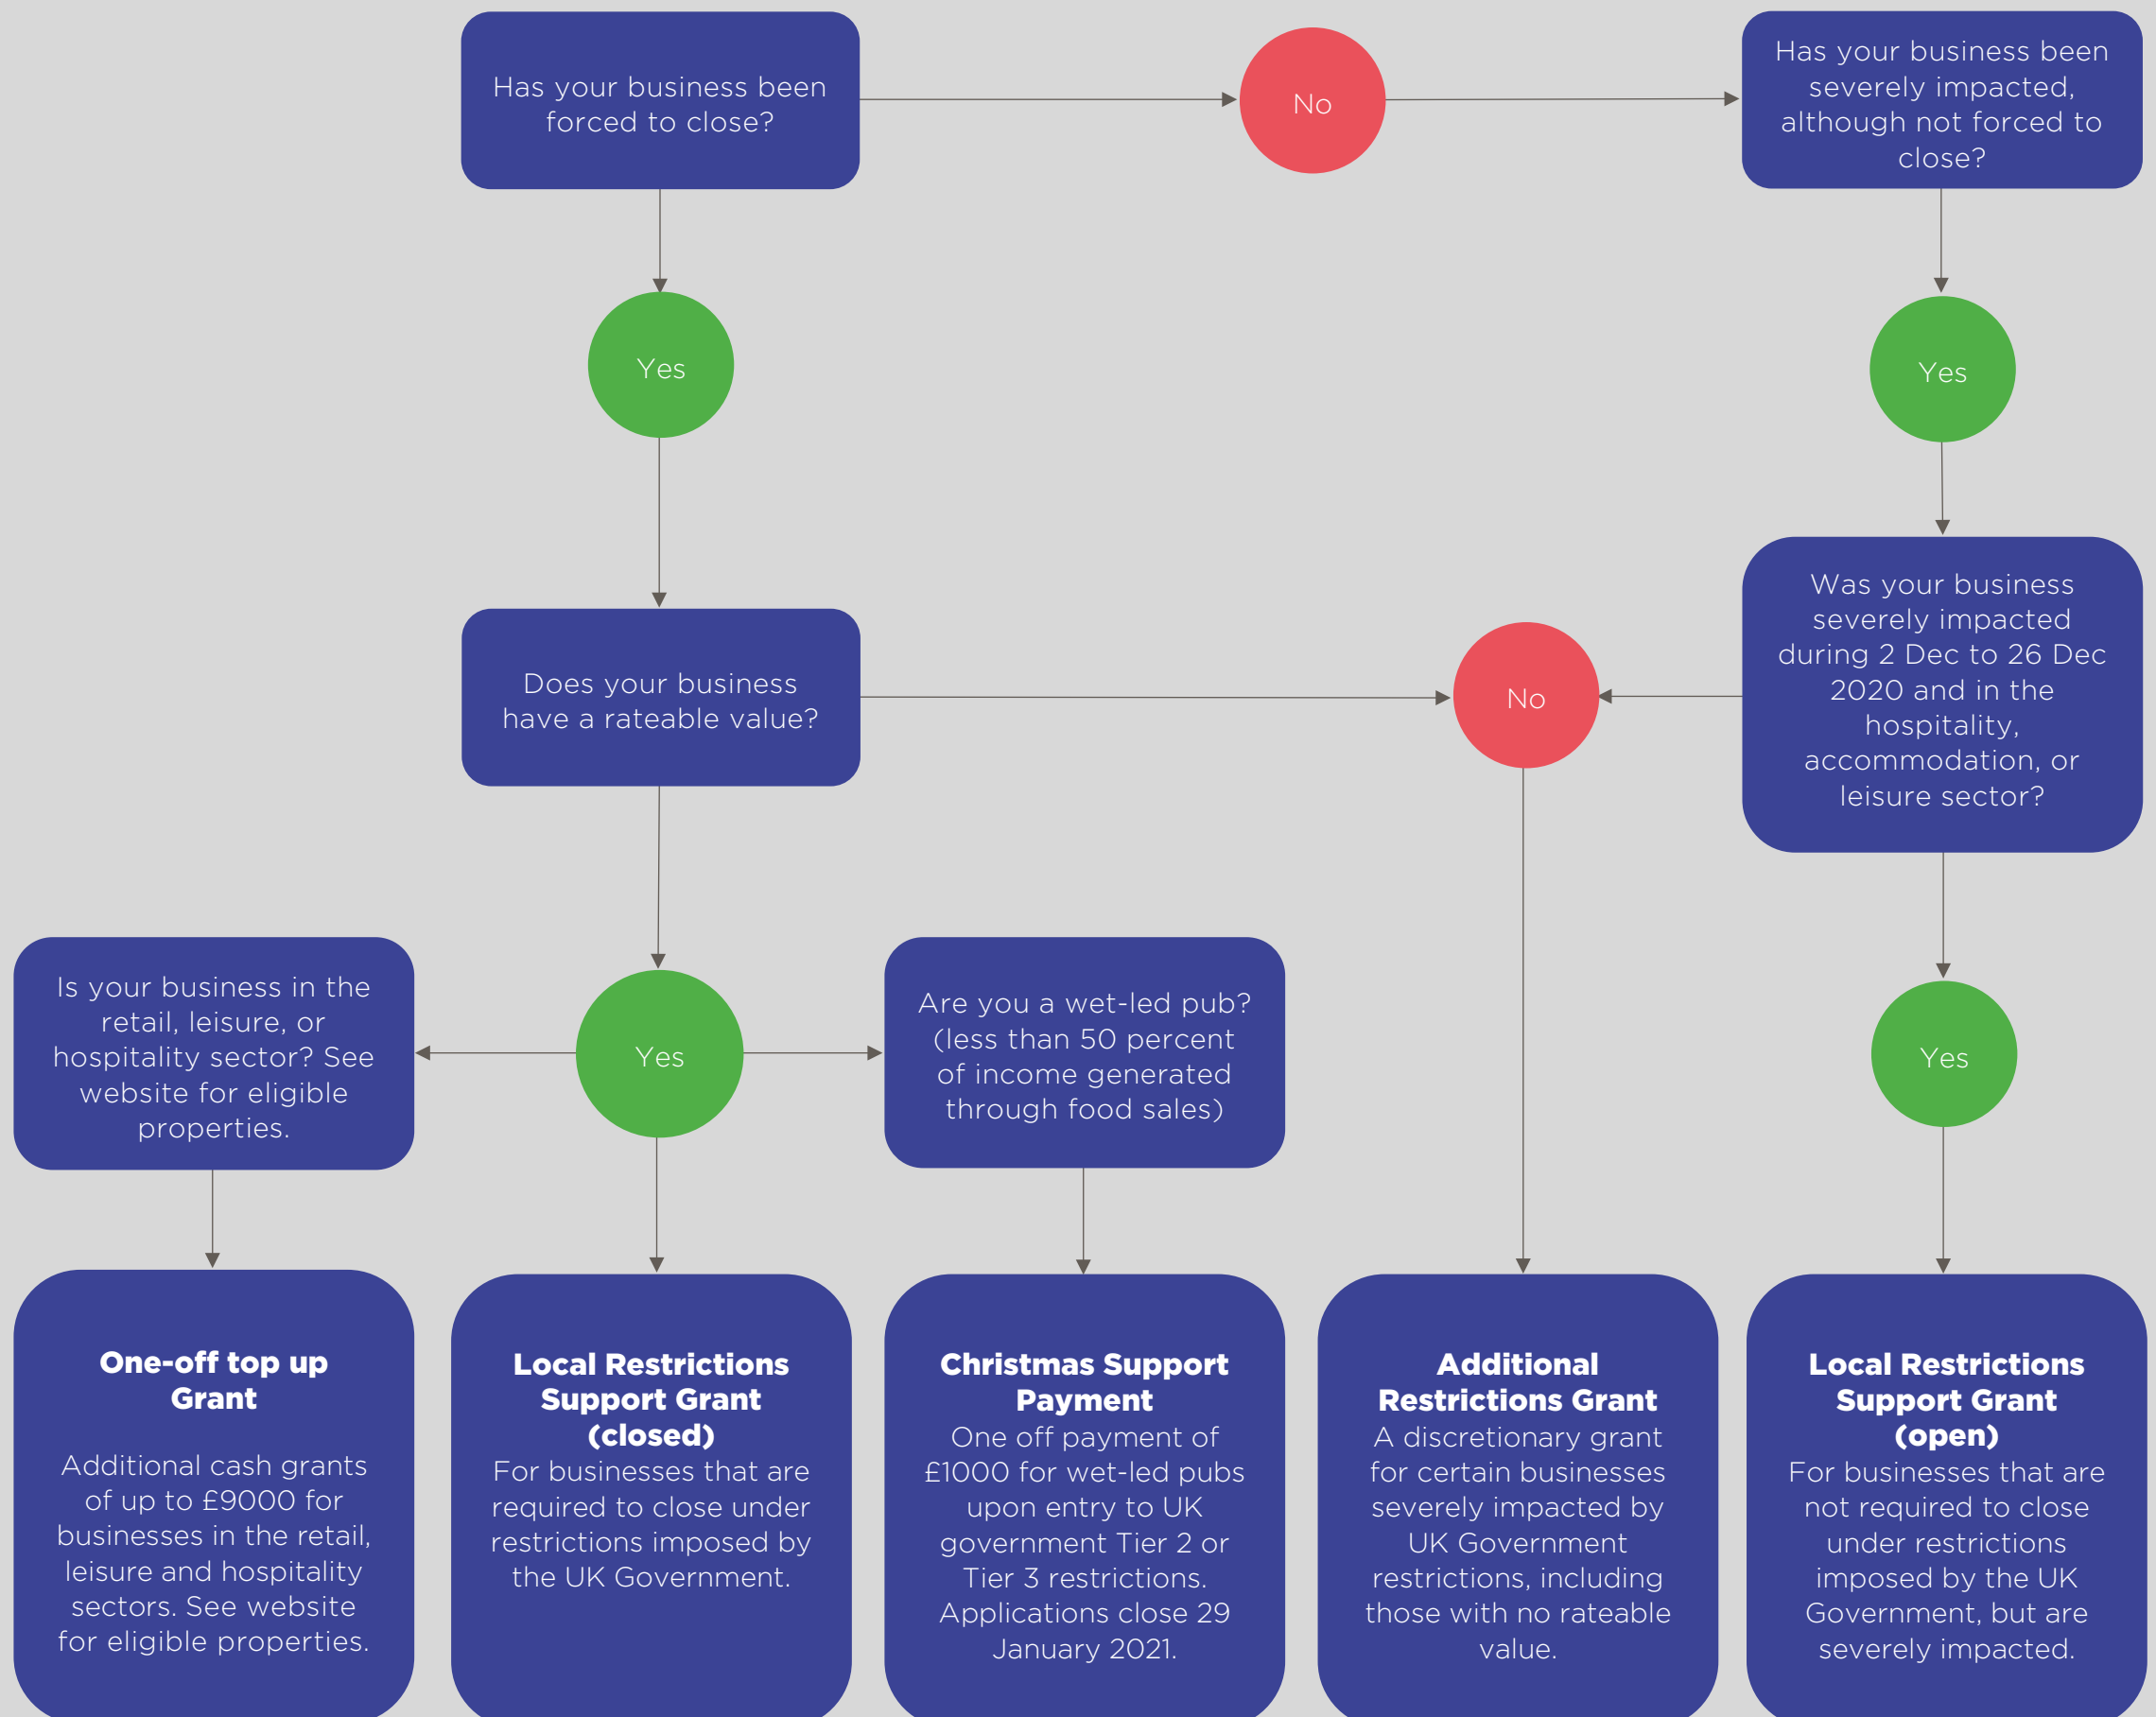 Has your business been
forced to close?
No
Has your business been
severely impacted,
although not forced to
close?
Yes
Yes
Does your business
have a rateable value?
No
Was your business
severely impacted
during 2 Dec to 26 Dec
2020 and in the
hospitality,
accommodation, or
leisure sector?
Is your business in the
retail, leisure, or
hospitality sector? See
website for eligible
properties.
Yes
Are you a wet-led pub?
(less than 50 percent
of income generated
through food sales)
Yes
One-off top up
Grant
Additional cash grants
of up to £9000 for
businesses in the retail,
leisure and hospitality
sectors. See website
for eligible properties.
Local Restrictions
Support Grant
(closed)
For businesses that are
required to close under
restrictions imposed by
the UK Government.
Christmas Support
Payment
One off payment of
£1000 for wet-led pubs
upon entry to UK
government Tier 2 or
Tier 3 restrictions.
Applications close 29
January 2021.
Additional
Restrictions Grant
A discretionary grant
for certain businesses
severely impacted by
UK Government
restrictions, including
those with no rateable
value.
Local Restrictions
Support Grant
(open)
For businesses that are
not required to close
under restrictions
imposed by the UK
Government, but are
severely impacted.